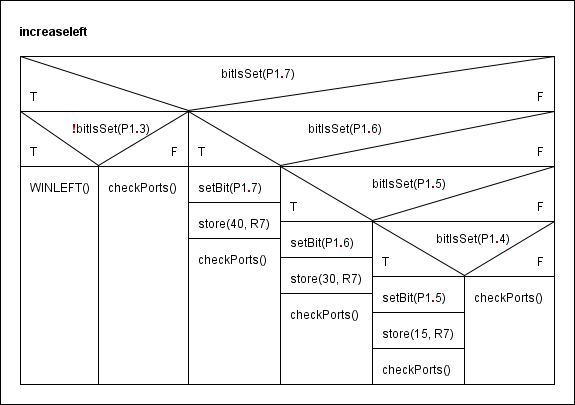 increaseleft
bitIsSet(P1.7)
T F
!bitIsSet(P1.3) bitIsSet(P1.6)
T F T F
WINLEFT() checkPorts() setBit(P1.7) bitIsSet(P1.5)
T F
store(40, R7)
setBit(P1.6) bitIsSet(P1.4)
checkPorts() T F
store(30, R7)
setBit(P1.5) checkPorts()
checkPorts()
store(15, R7)
checkPorts()